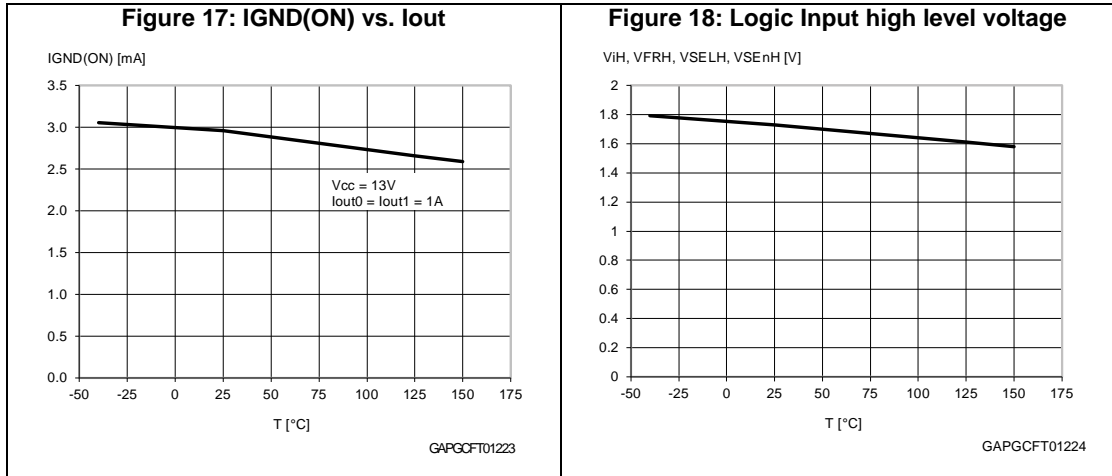 Figure 17: IGND(ON) vs. Iout
IGND(ON) [mA]
3.5
3.0
2.5
2.0
1.5
1.0
0.5
0.0
Vcc = 13V
Iout0 = Iout1 = 1A
-50 -25 0 25 50 75 100 125 150 175
T [°C]
GAPGCFT01223
Figure 18: Logic Input high level voltage
ViH, VFRH, VSELH, VSEnH [V]
2
1.8
1.6
1.4
1.2
1
0.8
0.6
0.4
0.2
0
-50 -25 0 25 50 75 100 125 150 175
T [°C]
GAPGCFT01224